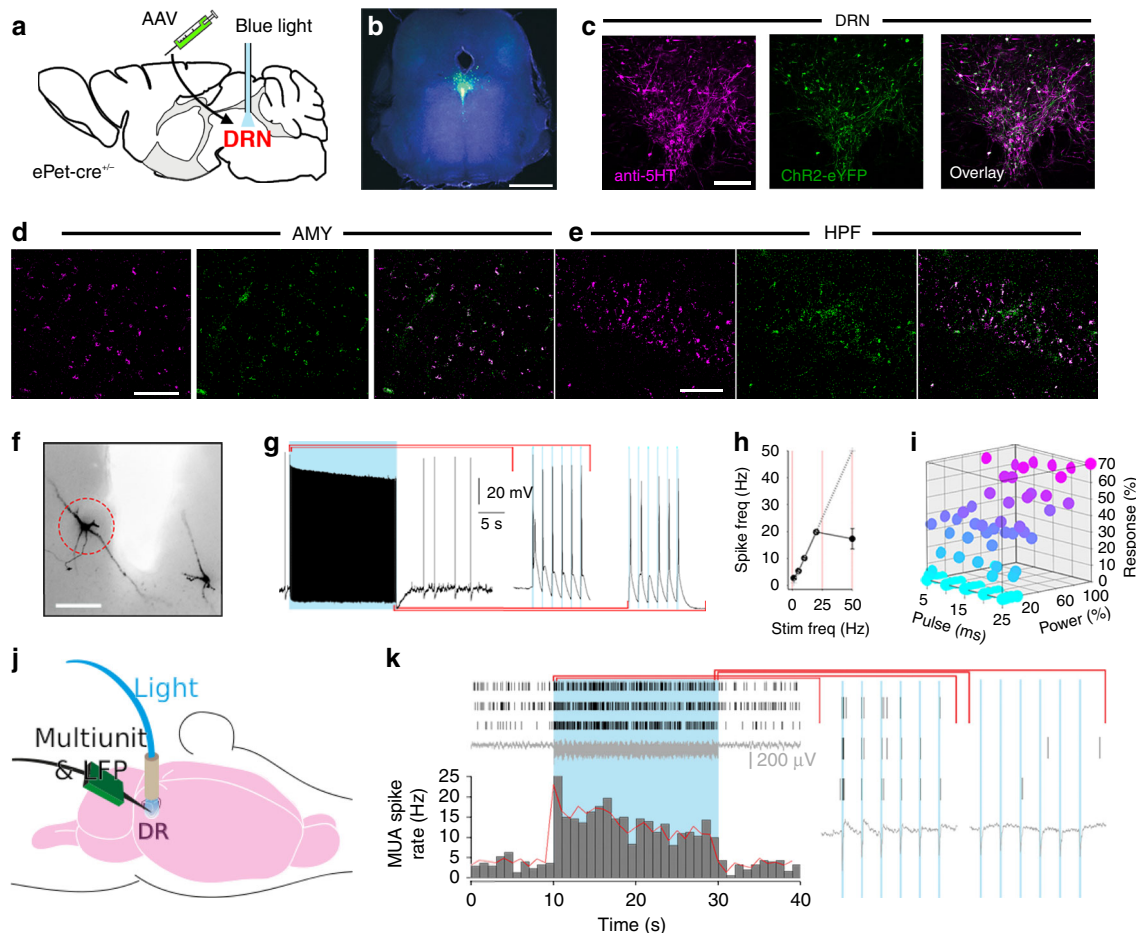 a
AAV
Blue light
DRN
ePet-cre+/–
b
c
DRN
anti-5HT
ChR2-eYFP
Overlay
d
AMY
e
HPF
f
g
20 mV
5 s
h
Spike freq (Hz)
50
40
30
20
10
0
0
25
50
Stim freq (Hz)
i
70
60
50
40
30
20
10
0
Response (%)
5
15
25
Pulse (ms)
20
60
100
Power (%)
j
Light
Multiunit
& LFP
DR
k
200 µV
MUA spike
rate (Hz)
25
20
15
10
5
0
0
10
20
30
40
Time (s)